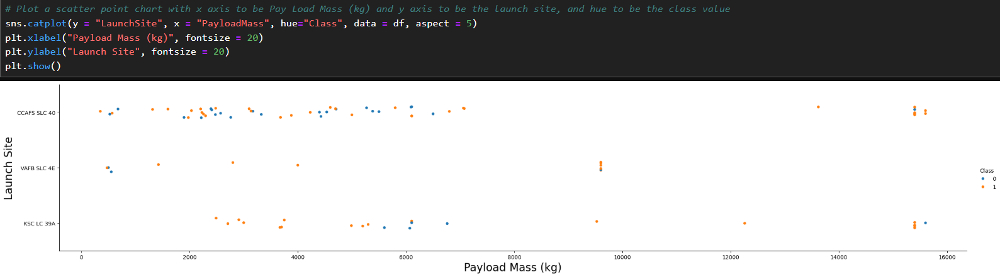 # Plot a scatter point chart with x axis to be Pay Load Mass (kg) and y axis to be the launch site, and hue to be the class value
sns.catplot(y = "LaunchSite", x = "PayloadMass", hue="Class", data = df, aspect = 5)
plt.xlabel("Payload Mass (kg)", fontsize = 20)
plt.ylabel("Launch Site", fontsize = 20)
plt.show()
Launch Site
CCAFS SLC 40
VAFB SLC 4E
KSC LC 39A
Class
0
1
0 2000 4000 6000 8000 10000 12000 14000 16000
Payload Mass (kg)